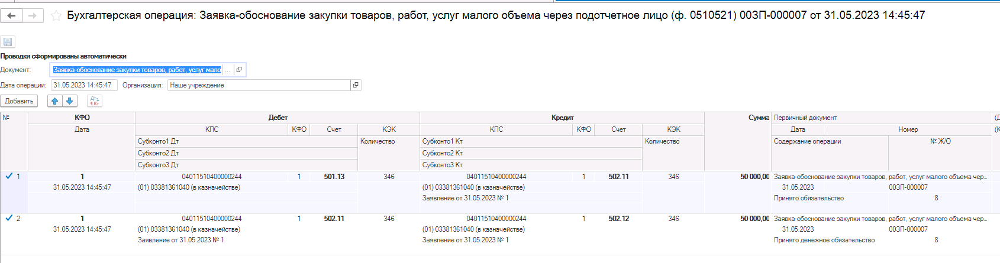 Бухгалтерская операция: Заявка-обоснование закупки товаров, работ, услуг малого объема через подотчетное лицо (ф. 0510521) 00ЗП-000007 от 31.05.2023 14:45:47
Проводки сформированы автоматически
Документ: Заявка-обоснование закупки товаров, работ, услуг мало ...
Дата операции: 31.05.2023 14:45:47 Организация: Наше учреждение
Добавить Дт Кт
№ КФО Дебет Кредит Сумма Первичный документ (Д
Дата КПС КФО Счет КЭК КПС КФО Счет КЭК Дата Номер (К
Субконто1 Дт Количество Субконто1 Кт Количество Содержание операции № Ж/О
Субконто2 Дт Субконто2 Кт
Субконто3 Дт Субконто3 Кт
1 1 04011510400000244 1 501.13 346 04011510400000244 1 502.11 346 50 000,00 Заявка-обоснование закупки товаров, работ, услуг малого объема чер...
31.05.2023 14:45:47 (01) 03381361040 (в казначействе) (01) 03381361040 (в казначействе) 31.05.2023 00ЗП-000007
Заявление от 31.05.2023 № 1 Принято обязательство 8
2 1 04011510400000244 1 502.11 346 04011510400000244 1 502.12 346 50 000,00 Заявка-обоснование закупки товаров, работ, услуг малого объема чер...
31.05.2023 14:45:47 (01) 03381361040 (в казначействе) (01) 03381361040 (в казначействе) 31.05.2023 00ЗП-000007
Заявление от 31.05.2023 № 1 Заявление от 31.05.2023 № 1 Принято денежное обязательство 8